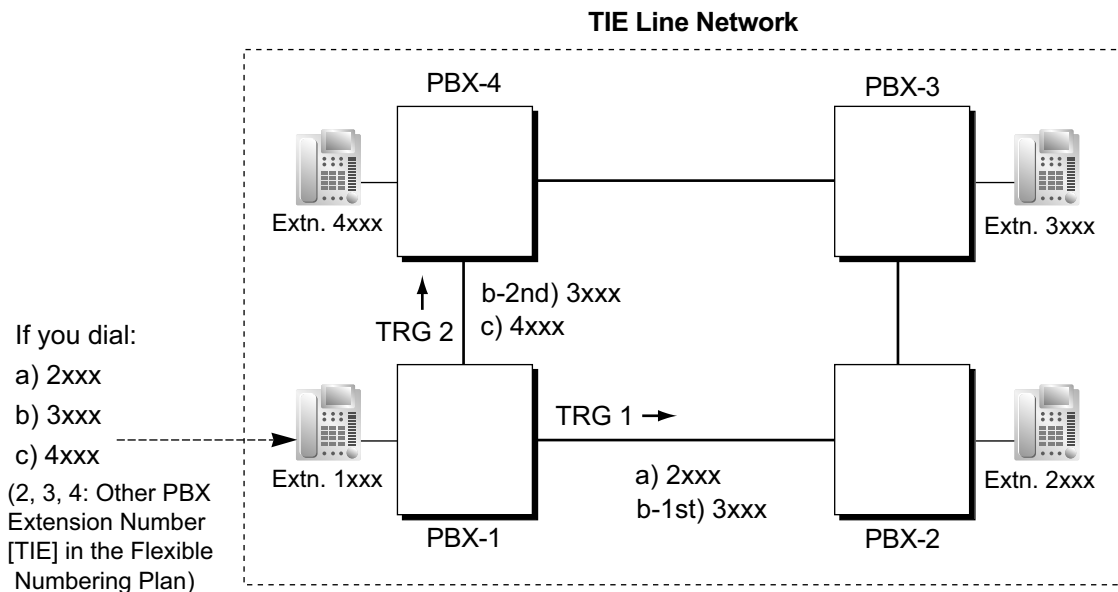 TIE Line Network
PBX-4
PBX-3
Extn. 4xxx
Extn. 3xxx
b-2nd) 3xxx
TRG 2
c) 4xxx
If you dial:
a) 2xxx
b) 3xxx
c) 4xxx
(2, 3, 4: Other PBX
Extension Number
[TIE] in the Flexible
Numbering Plan)
TRG 1
Extn. 1xxx
a) 2xxx
b-1st) 3xxx
Extn. 2xxx
PBX-1
PBX-2